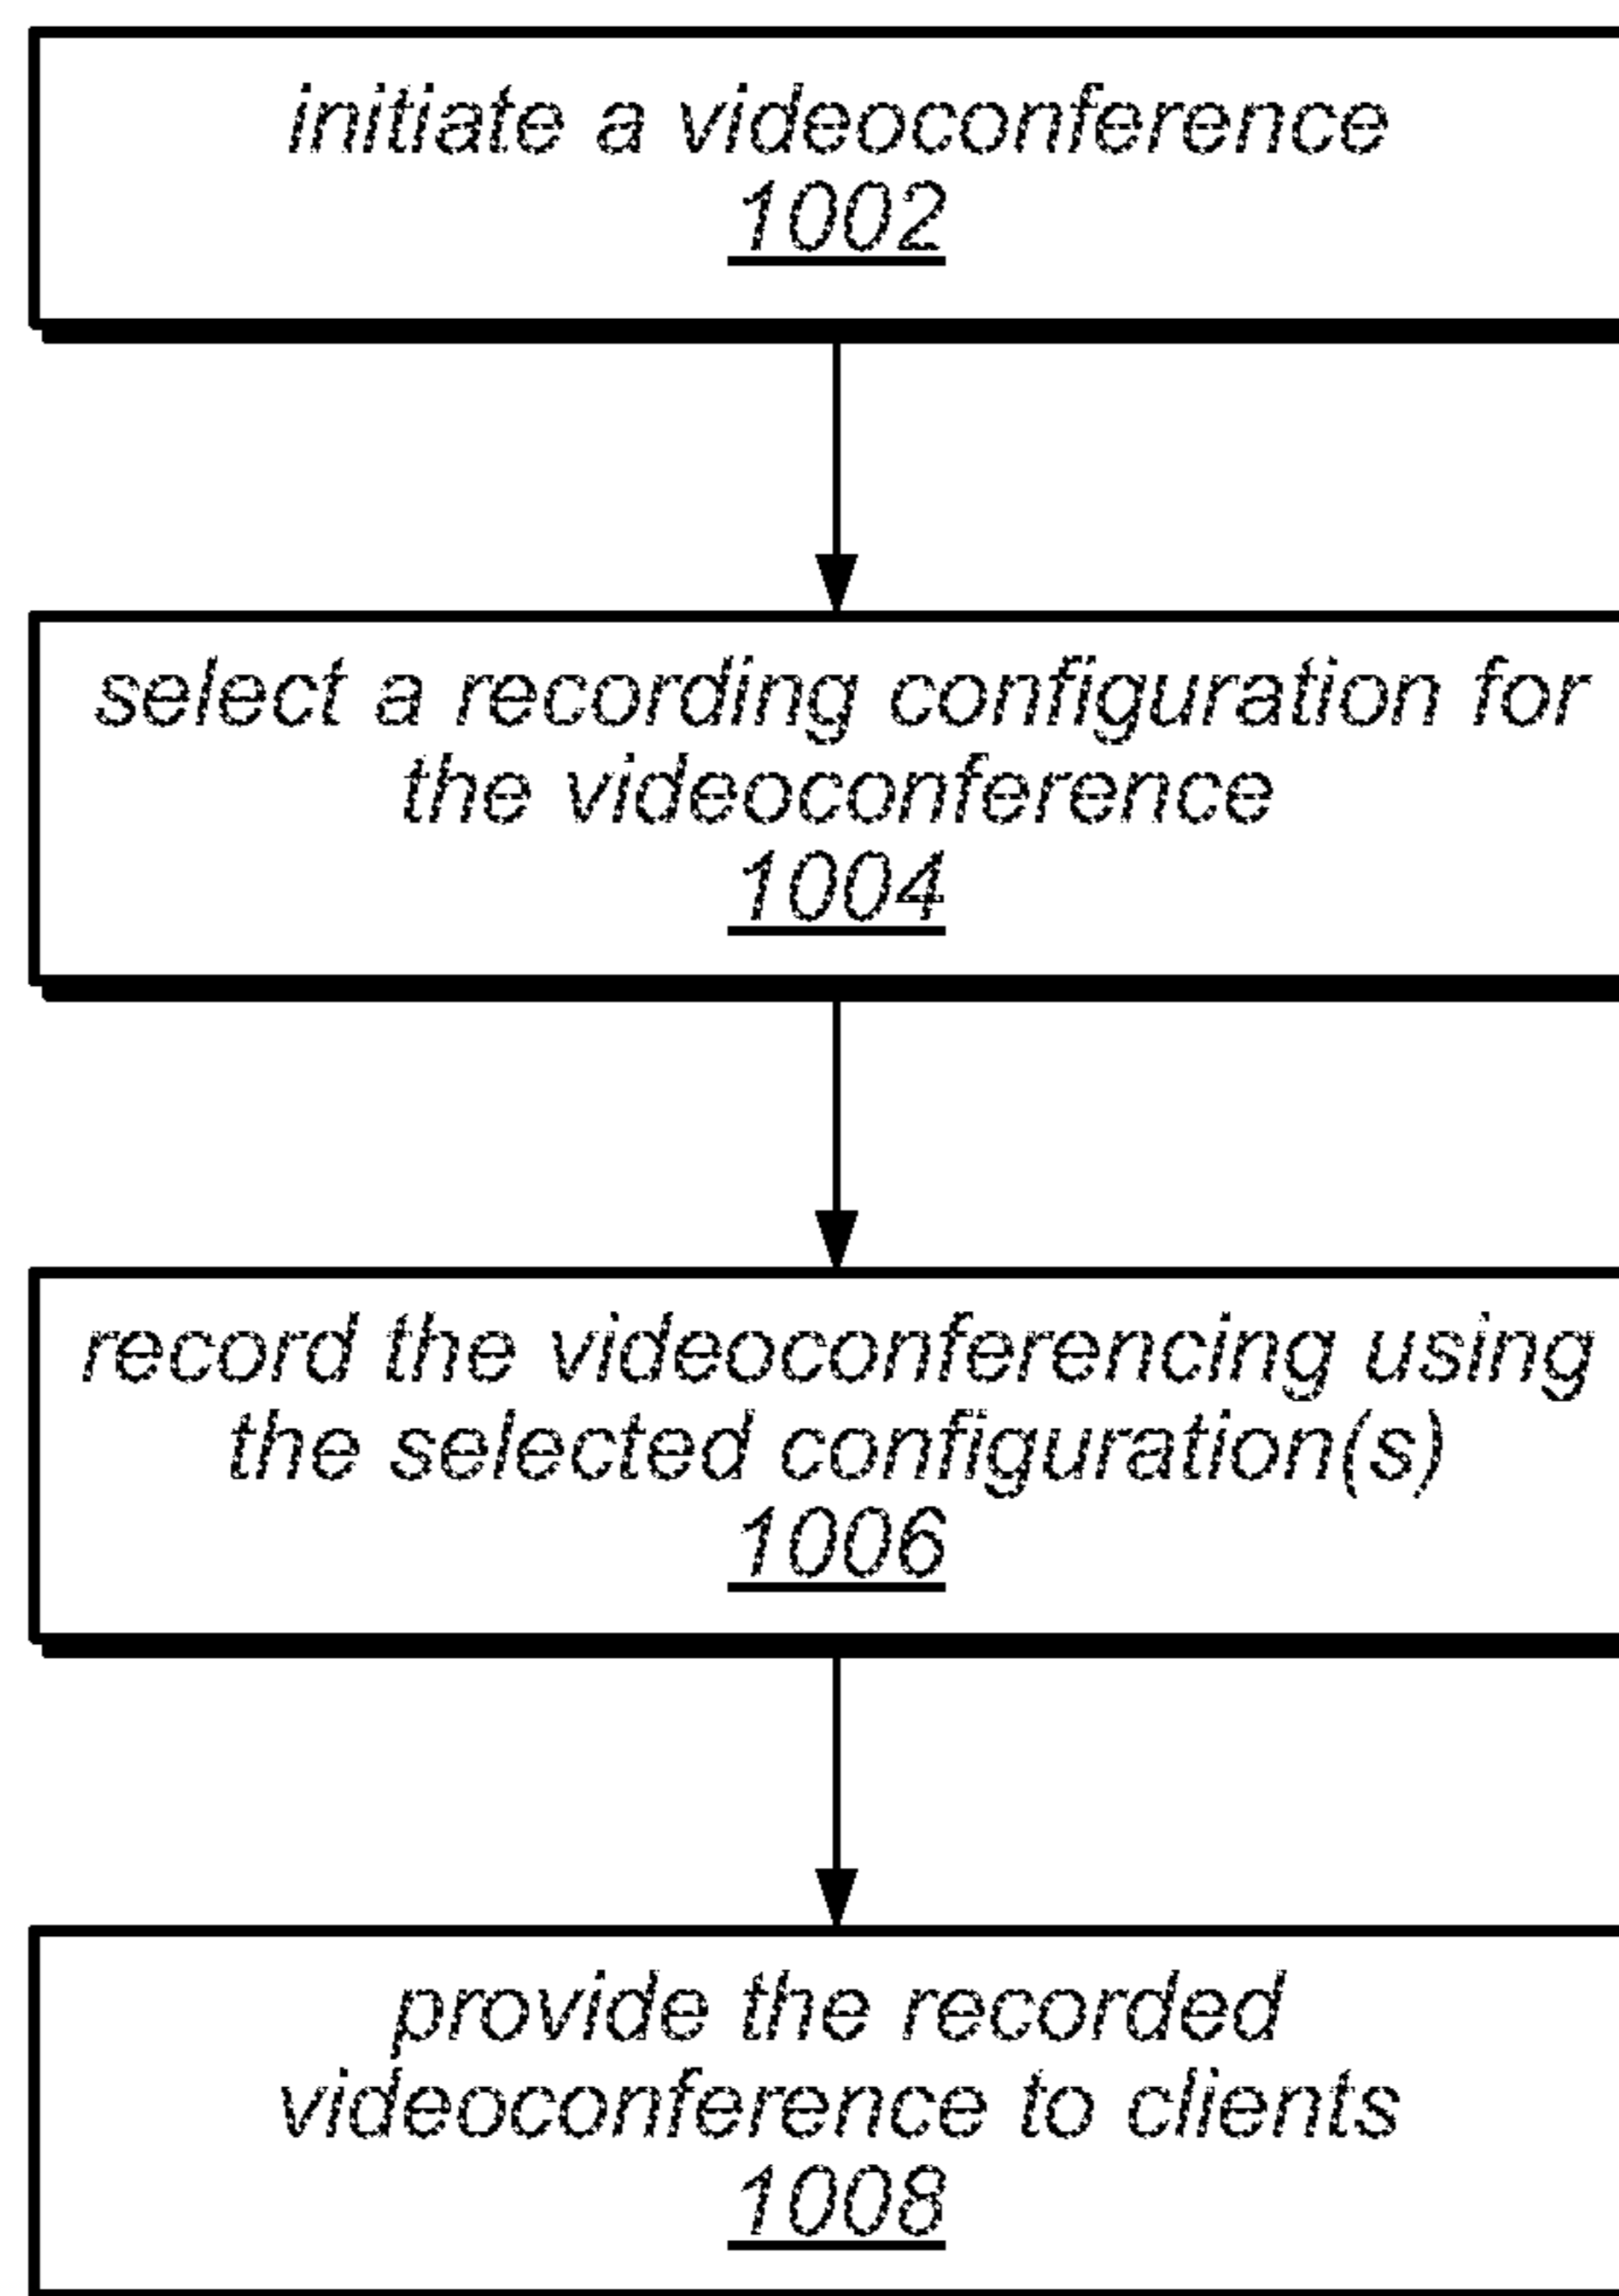 initiate a videoconference
1002
select a recording configuration for
the videoconference
1004
record the videoconferencing using
the selected configuration(s)
1006
provide the recorded
videoconference to clients
1008